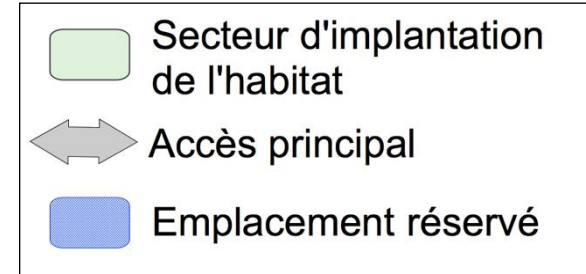 Secteur d'implantation
de l'habitat
Accès principal
Emplacement réservé